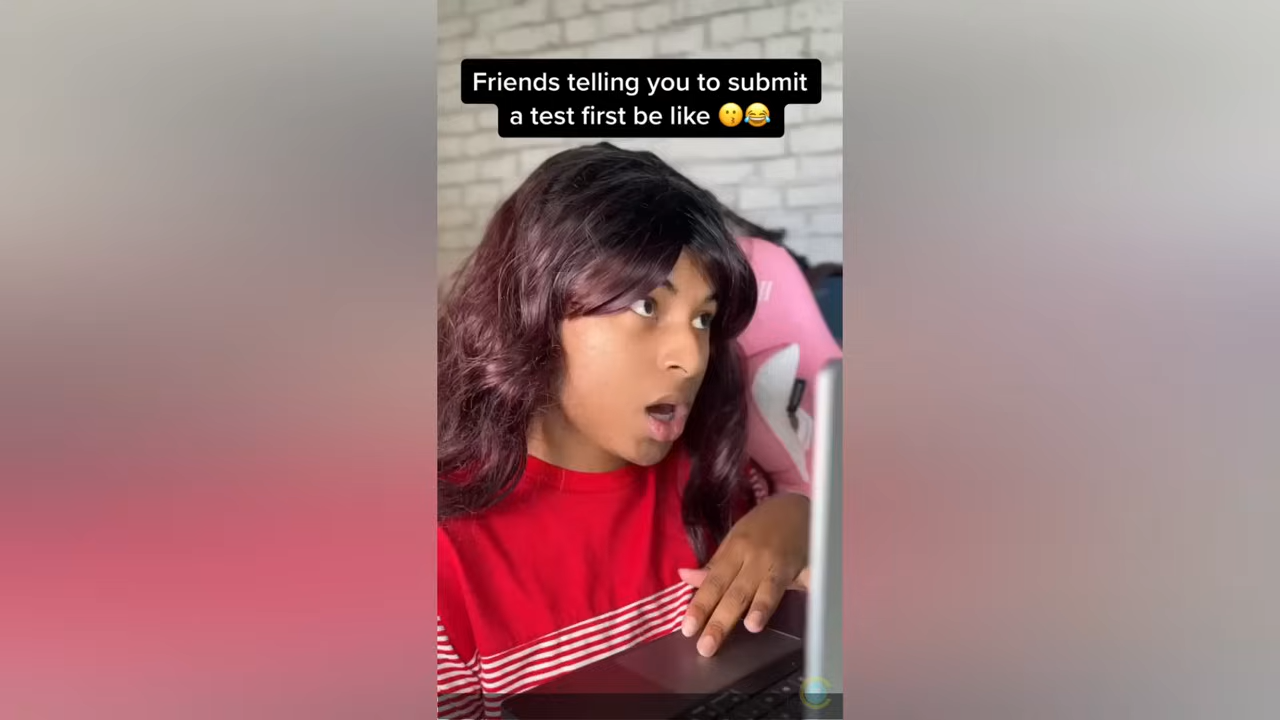 Friends telling you to submit
a test first be like 😗😂